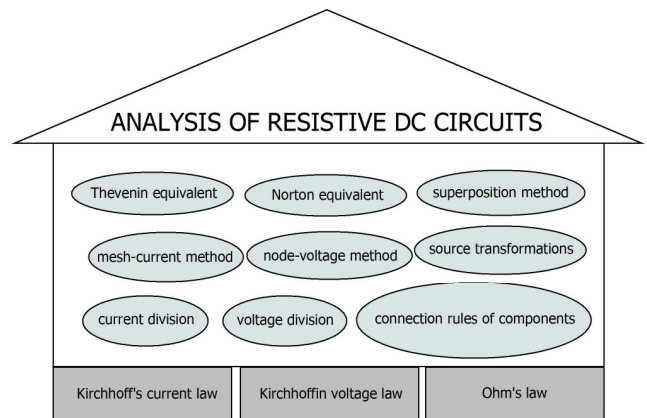 ANALYSIS OF RESISTIVE DC CIRCUITS
Thevenin equivalent
Norton equivalent
superposition method
mesh-current method
node-voltage method
source transformations
current division
voltage division
connection rules of components
Kirchhoff's current law
Kirchhoffin voltage law
Ohm's law